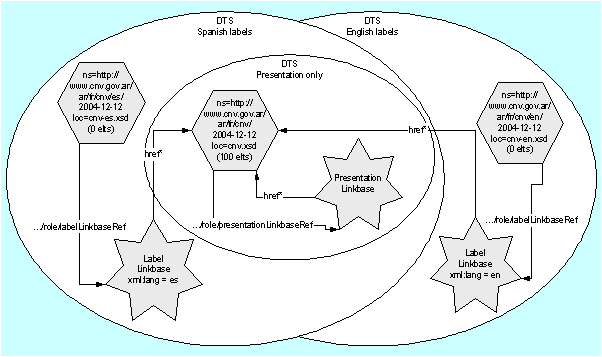 DTS
Spanish labels
DTS
English labels
DTS
Presentation only
ns=http://
www.cnv.gov.ar/
ar/fr/cnv/es/
2004-12-12
loc=cnv-es.xsd
(0 elts)
ns=http://
www.cnv.gov.ar/
ar/fr/cnv/
2004-12-12
loc=cnv.xsd
(100 elts)
ns=http://
www.cnv.gov.ar/
ar/fr/cnv/en/
2004-12-12
loc=cnv-en.xsd
(0 elts)
href*
href*
href*
Presentation
Linkbase
.../role/labelLinkbaseRef
.../role/presentationLinkbaseRef
.../role/labelLinkbaseRef
Label
Linkbase
xml:lang = es
Label
Linkbase
xml:lang = en